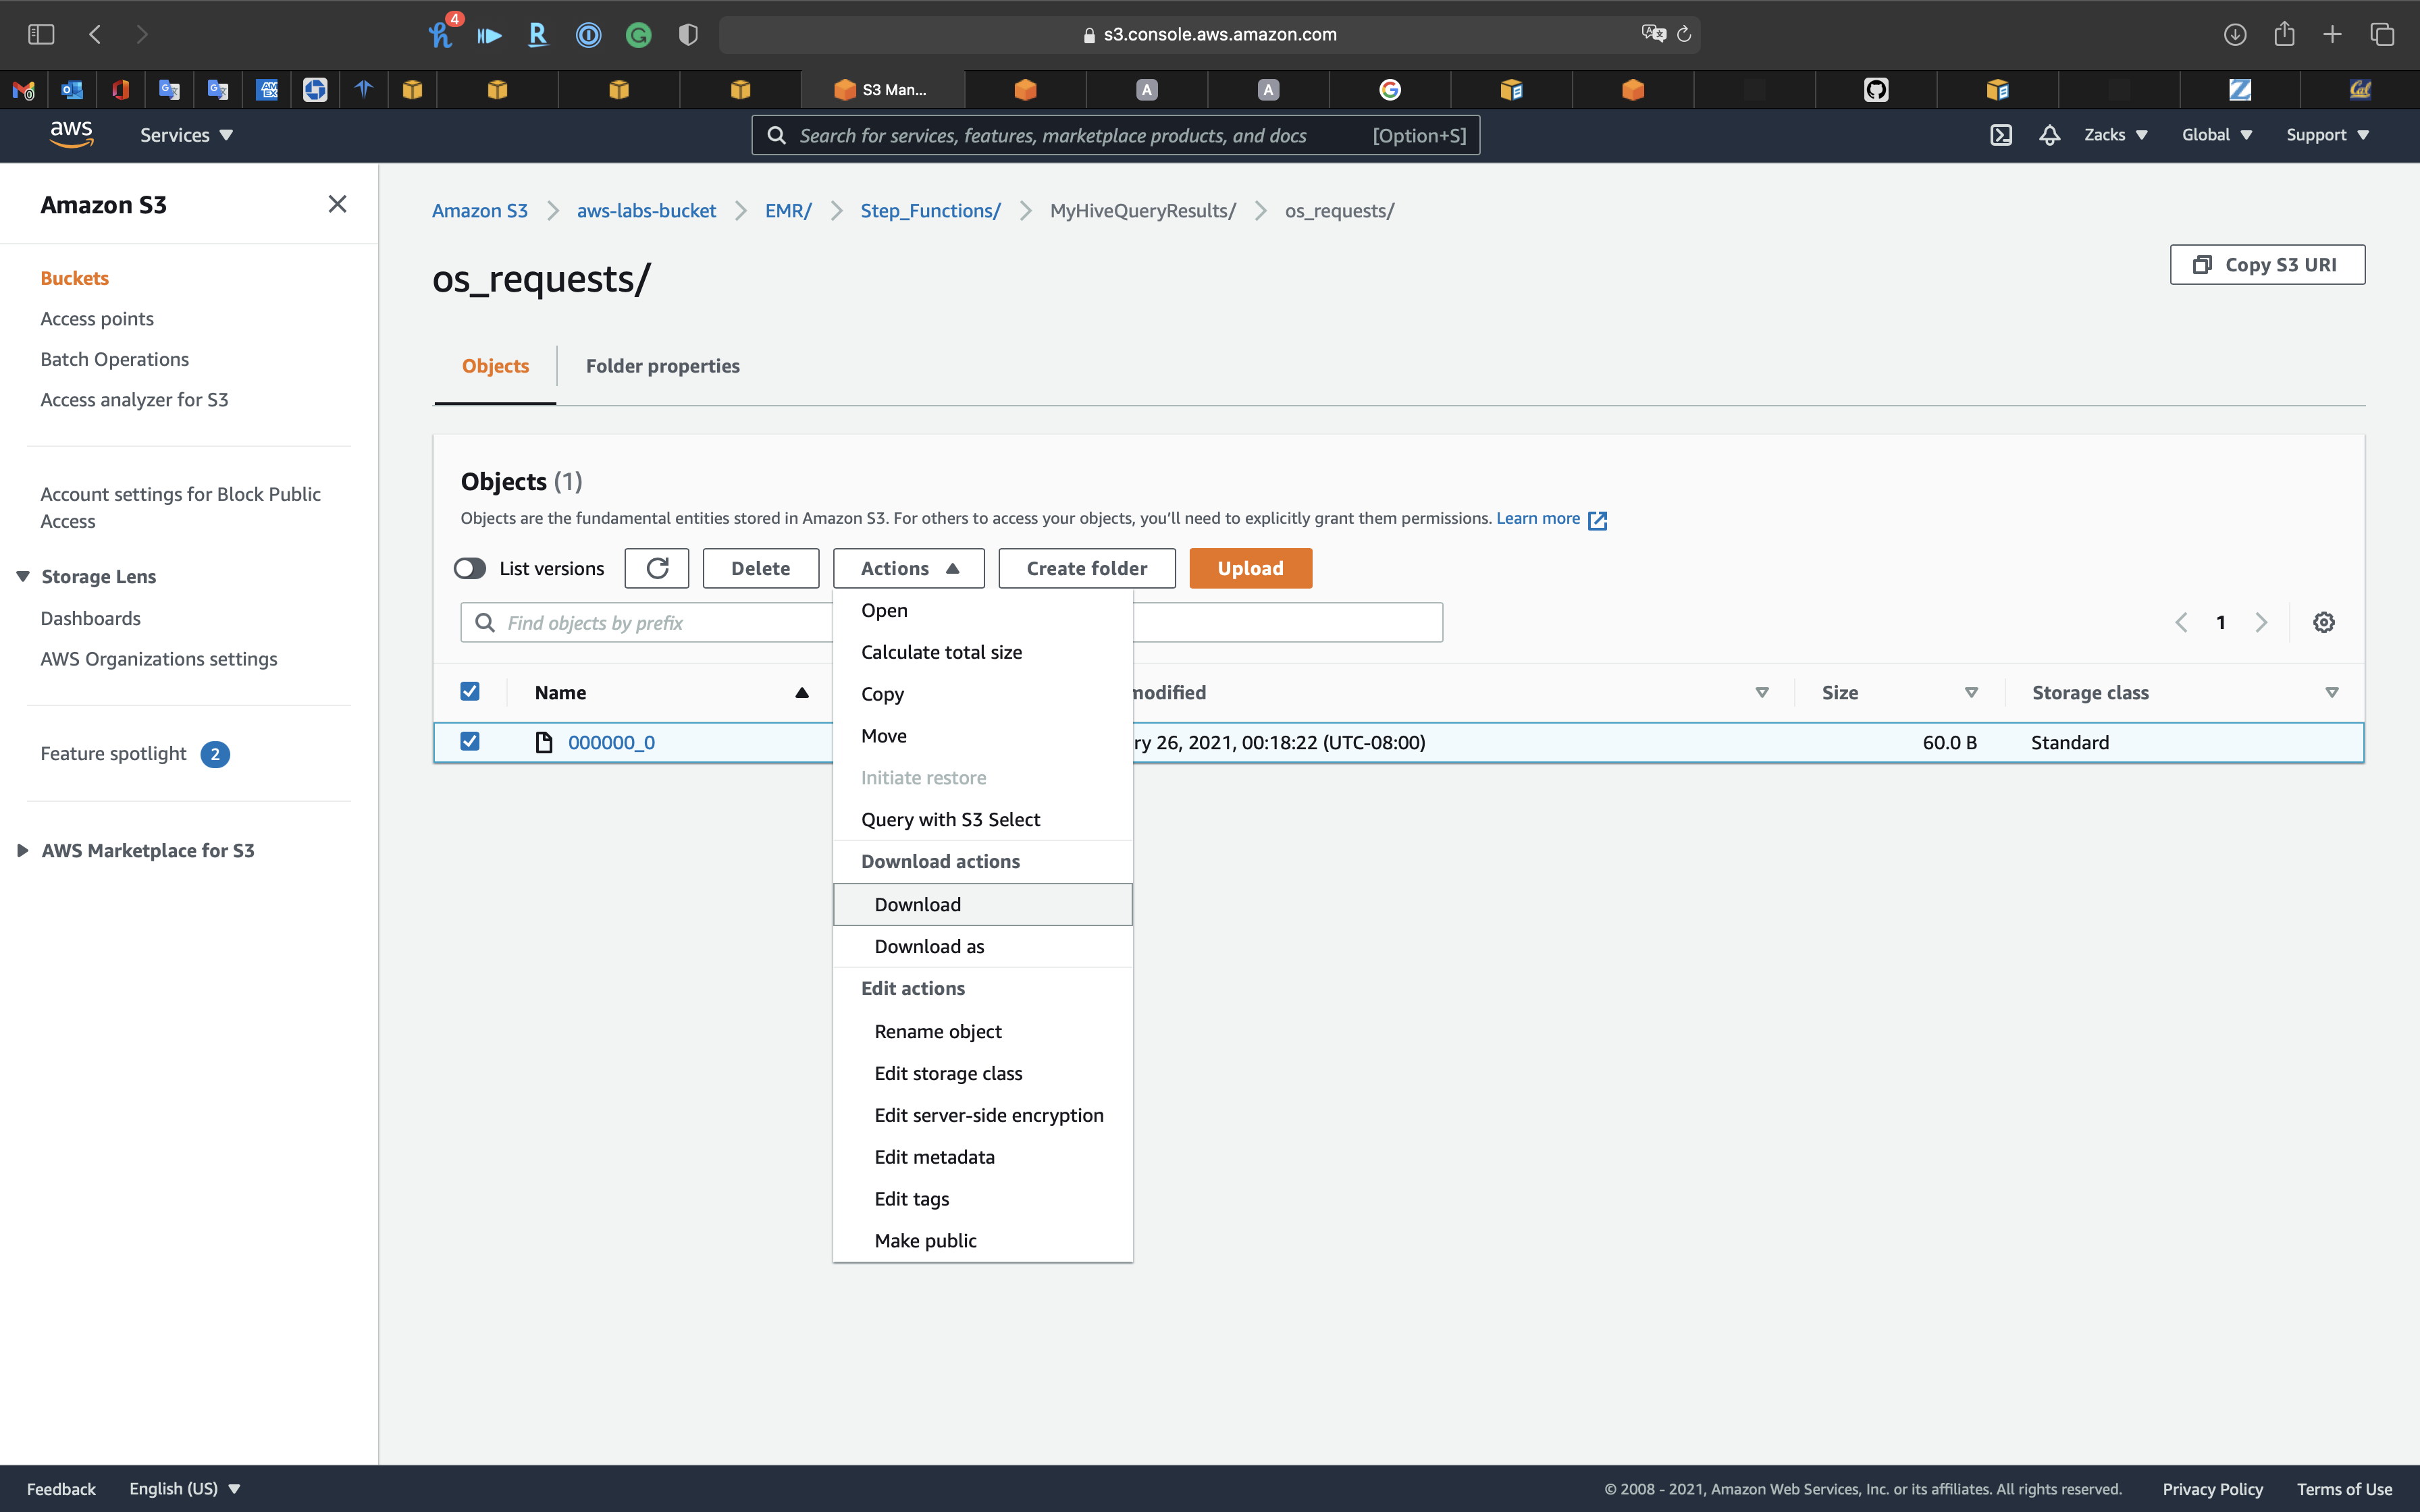 4
s3.console.aws.amazon.com
S3 Man...
aws
Services
Search for services, features, marketplace products, and docs [Option+S]
Zacks
Global
Support
Amazon S3
Buckets
Access points
Batch Operations
Access analyzer for S3
Account settings for Block Public
Access
Storage Lens
Dashboards
AWS Organizations settings
Feature spotlight 2
AWS Marketplace for S3
Amazon S3 aws-labs-bucket EMR/ Step_Functions/ MyHiveQueryResults/ os_requests/
os_requests/
Copy S3 URI
Objects
Folder properties
Objects (1)
Objects are the fundamental entities stored in Amazon S3. For others to access your objects, you’ll need to explicitly grant them permissions. Learn more
List versions
Delete
Actions
Create folder
Upload
Find objects by prefix
1
Name
modified
Size
Storage class
000000_0
ry 26, 2021, 00:18:22 (UTC-08:00)
60.0 B
Standard
Open
Calculate total size
Copy
Move
Initiate restore
Query with S3 Select
Download actions
Download
Download as
Edit actions
Rename object
Edit storage class
Edit server-side encryption
Edit metadata
Edit tags
Make public
Feedback
English (US)
© 2008 - 2021, Amazon Web Services, Inc. or its affiliates. All rights reserved.
Privacy Policy
Terms of Use